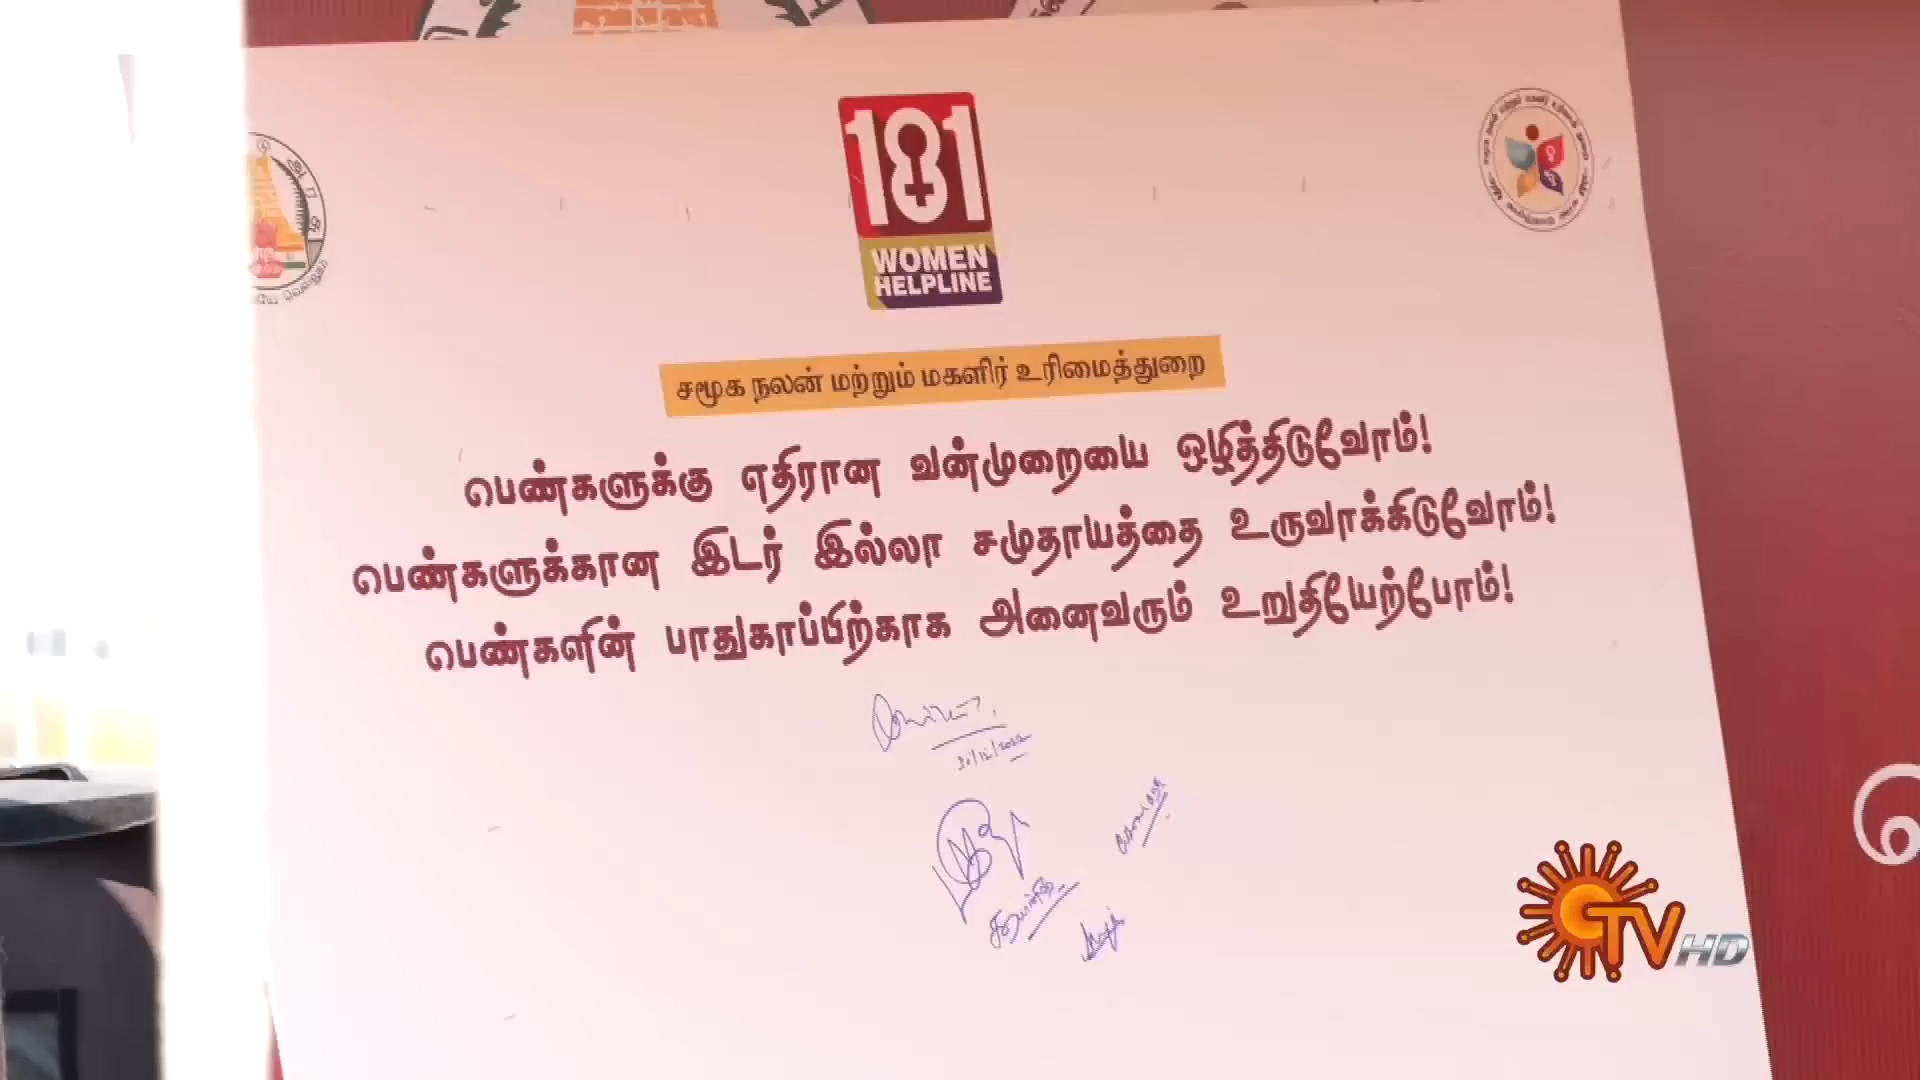 181
WOMEN
HELPLINE
சமூக நலன் மற்றும் மகளிர் உரிமைத்துறை
பெண்களுக்கு எதிரான வன்முறையை ஒழித்திடுவோம்!
பெண்களுக்கான இடர் இல்லா சமுதாயத்தை உருவாக்கிடுவோம்!
பெண்களின் பாதுகாப்பிற்காக அனைவரும் உறுதியேற்போம்!
TV HD